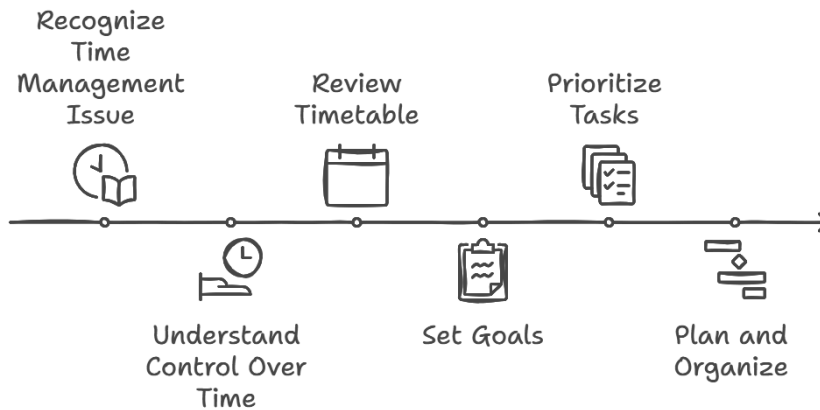 Recognize
Time
Management
Issue
Understand
Control Over
Time
Review
Timetable
Set Goals
Prioritize
Tasks
Plan and
Organize